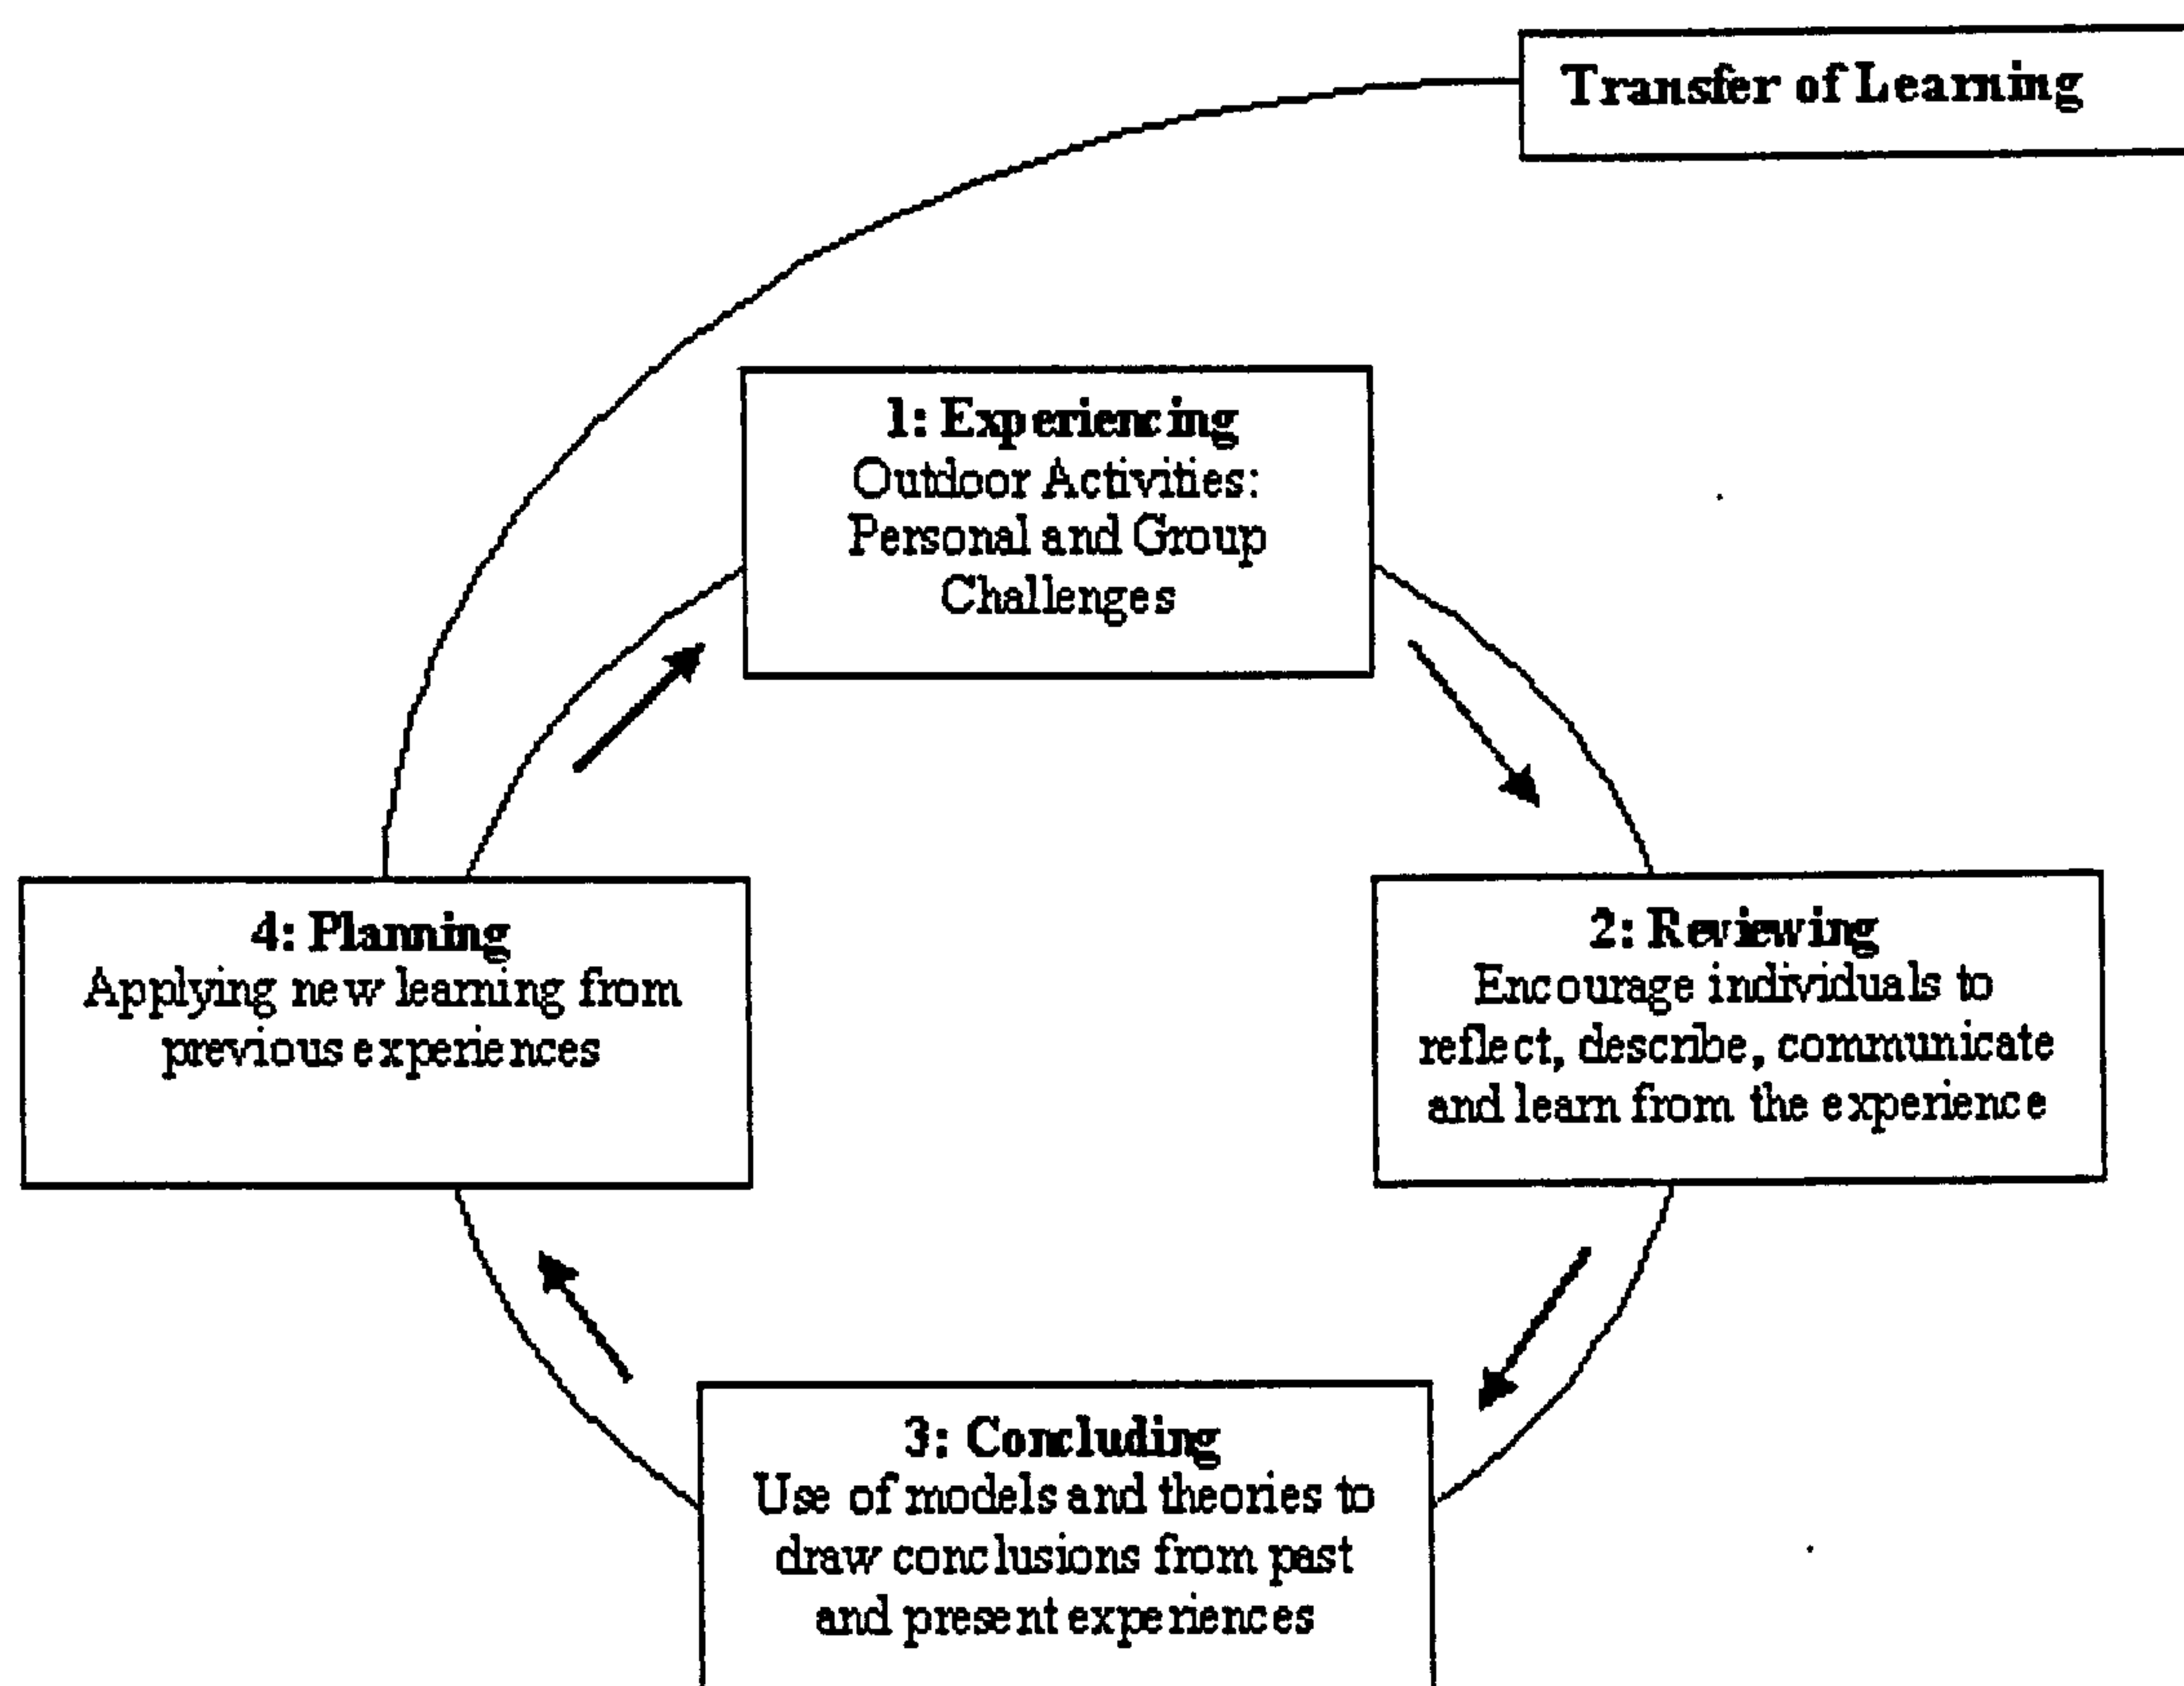 Transfer of Learning
1: Experiencing
Outdoor Activities:
Personal and Group
Challenges
4: Planning
Applying new learning from
previous experiences
2: Reviewing
Encourage individuals to
reflect, describe, communicate
and learn from the experience
3: Concluding
Use of models and theories to
draw conclusions from past
and present experiences